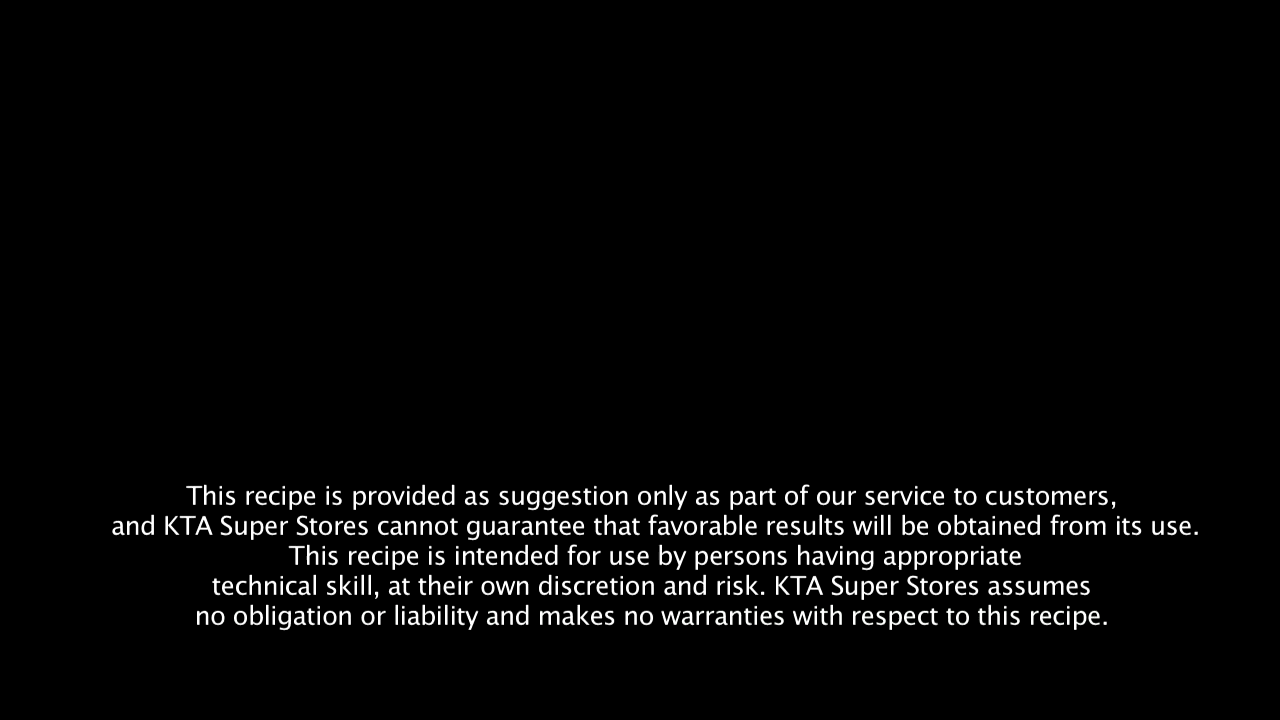 This recipe is provided as suggestion only as part of our service to customers,
and KTA Super Stores cannot guarantee that favorable results will be obtained from its use.
This recipe is intended for use by persons having appropriate
technical skill, at their own discretion and risk. KTA Super Stores assumes
no obligation or liability and makes no warranties with respect to this recipe.